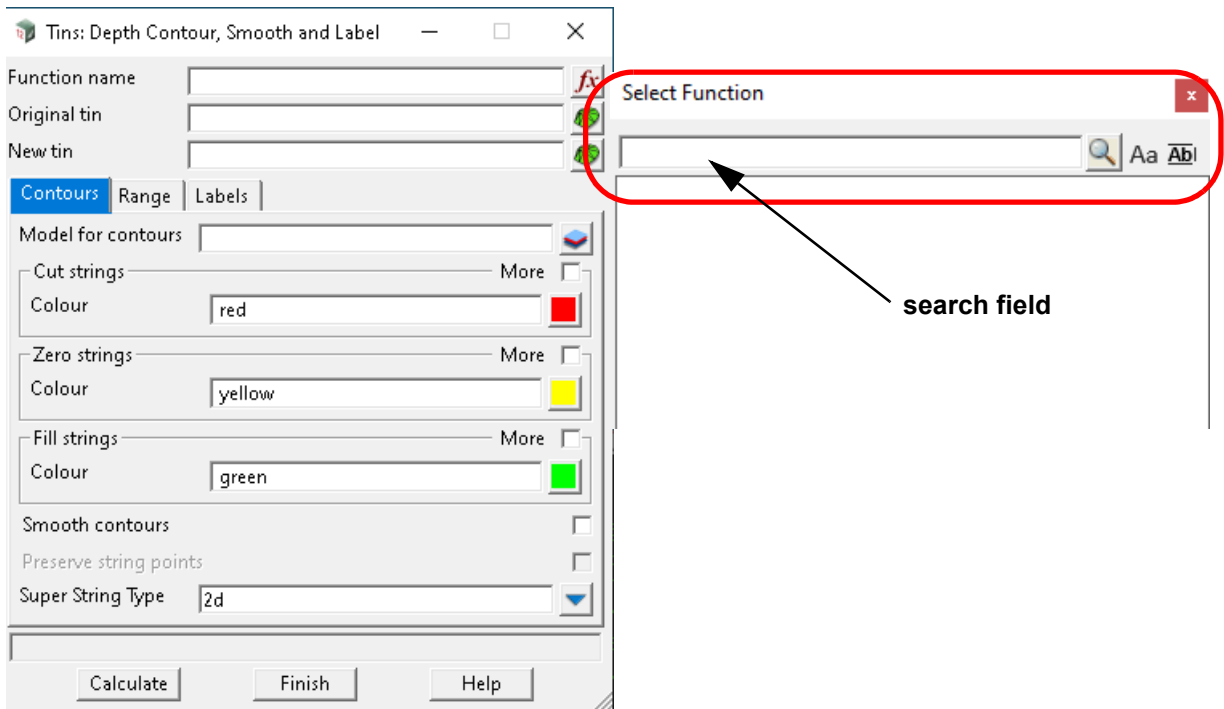 Tins: Depth Contour, Smooth and Label
Function name
fx
Original tin
New tin
Contours Range Labels
Model for contours
Cut strings More
Colour red
Zero strings More
Colour yellow
Fill strings More
Colour green
Smooth contours
Preserve string points
Super String Type 2d
Calculate Finish Help
Select Function
x
Aa Ab
search field